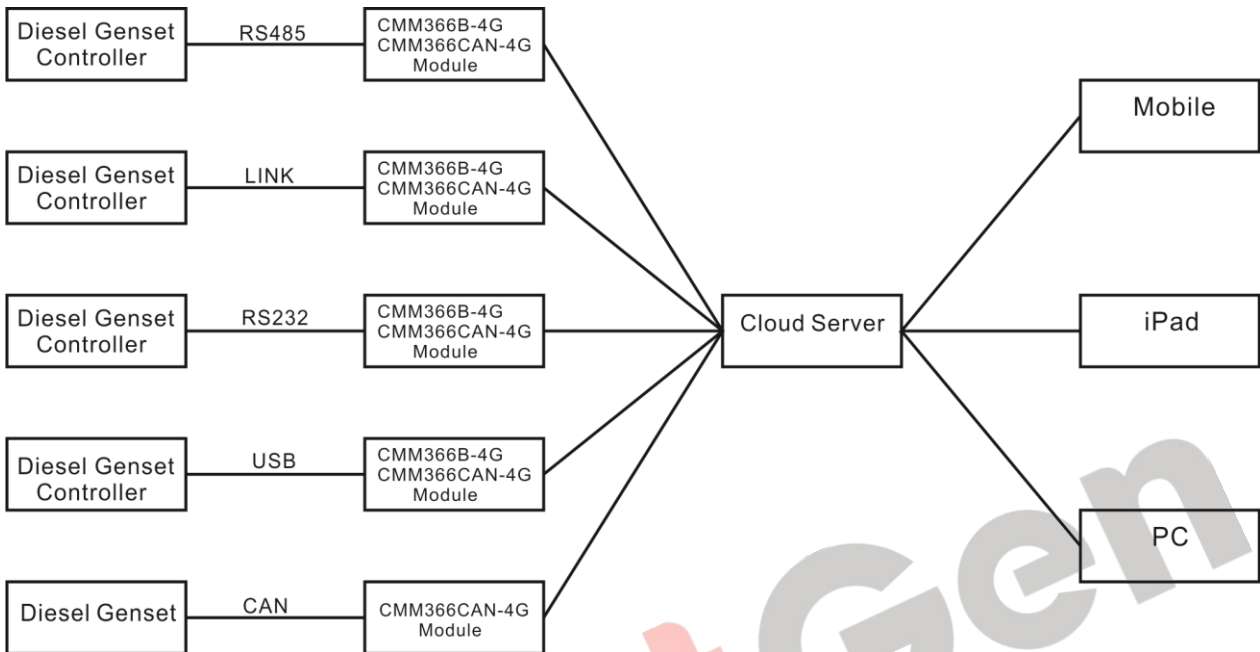 Diesel Genset
Controller
RS485
CMM366B-4G
CMM366CAN-4G
Module
Diesel Genset
Controller
LINK
CMM366B-4G
CMM366CAN-4G
Module
Diesel Genset
Controller
RS232
CMM366B-4G
CMM366CAN-4G
Module
Diesel Genset
Controller
USB
CMM366B-4G
CMM366CAN-4G
Module
Diesel Genset
CAN
CMM366CAN-4G
Module
Cloud Server
Mobile
iPad
PC
tGen